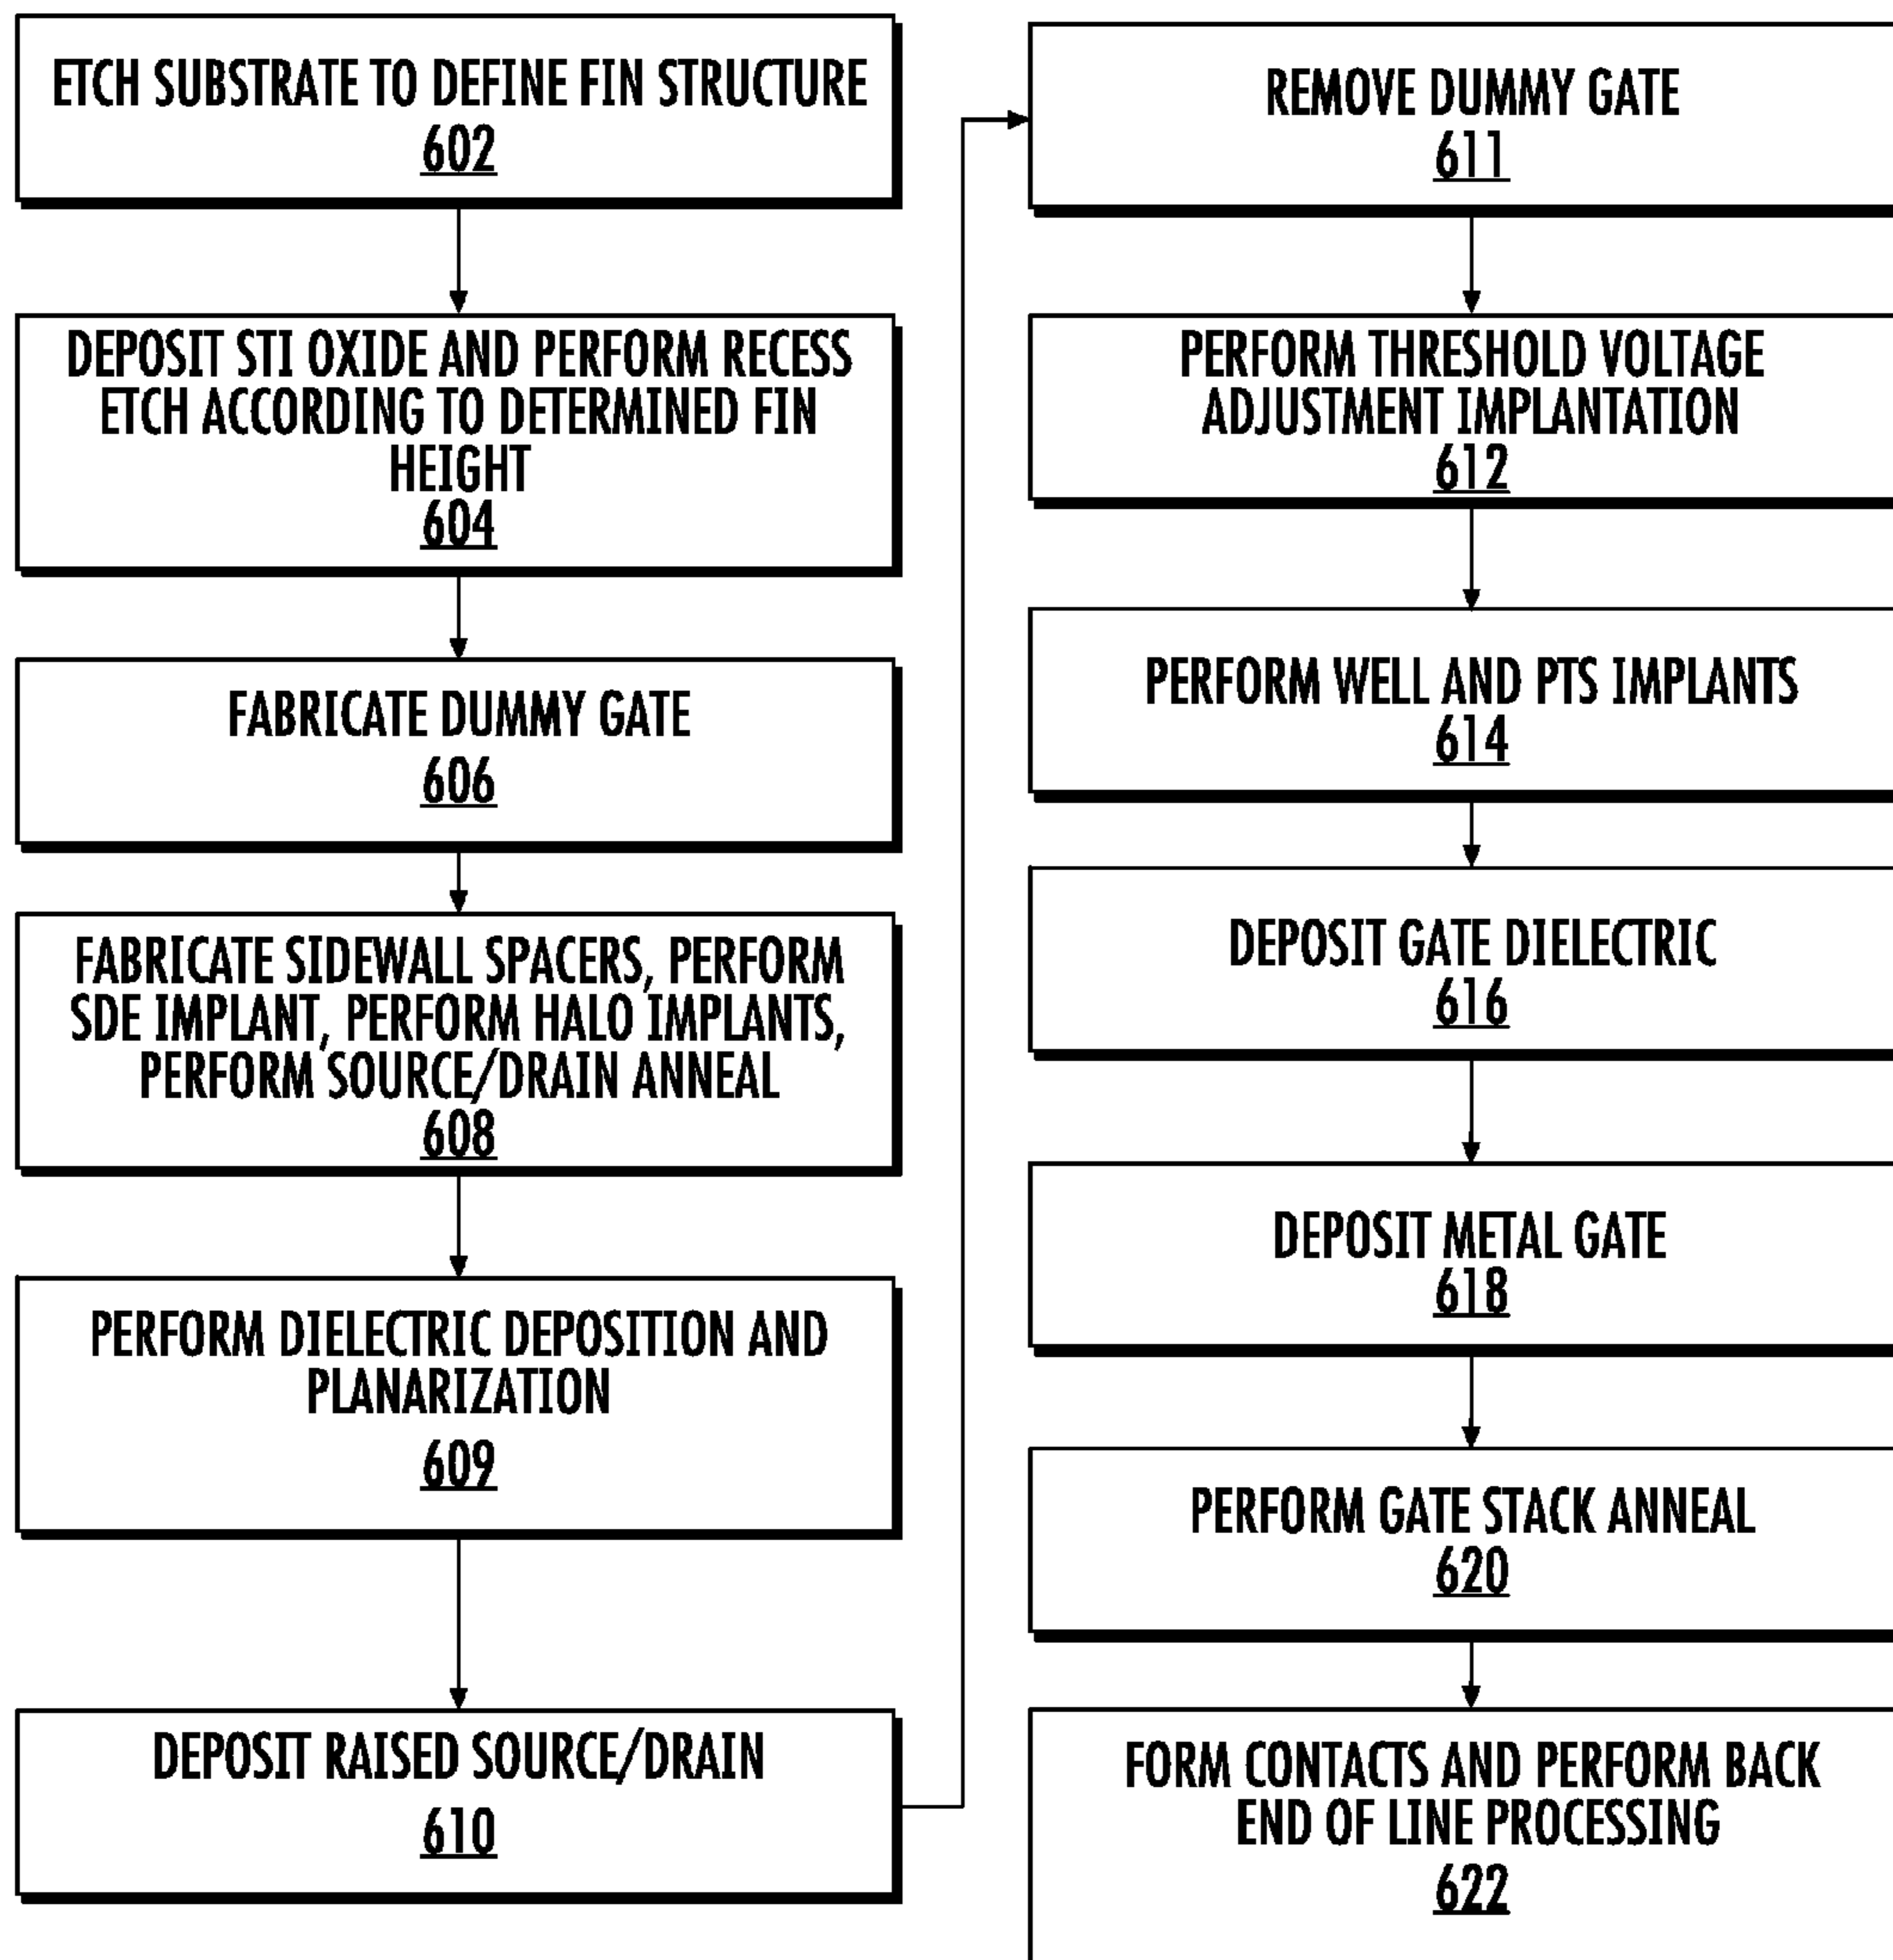 ETCH SUBSTRATE TO DEFINE FIN STRUCTURE
602
DEPOSIT STI OXIDE AND PERFORM RECESS
ETCH ACCORDING TO DETERMINED FIN
HEIGHT
604
FABRICATE DUMMY GATE
606
FABRICATE SIDEWALL SPACERS, PERFORM
SDE IMPLANT, PERFORM HALO IMPLANTS,
PERFORM SOURCE/DRAIN ANNEAL
608
PERFORM DIELECTRIC DEPOSITION AND
PLANARIZATION
609
DEPOSIT RAISED SOURCE/DRAIN
610
REMOVE DUMMY GATE
611
PERFORM THRESHOLD VOLTAGE
ADJUSTMENT IMPLANTATION
612
PERFORM WELL AND PTS IMPLANTS
614
DEPOSIT GATE DIELECTRIC
616
DEPOSIT METAL GATE
618
PERFORM GATE STACK ANNEAL
620
FORM CONTACTS AND PERFORM BACK
END OF LINE PROCESSING
622